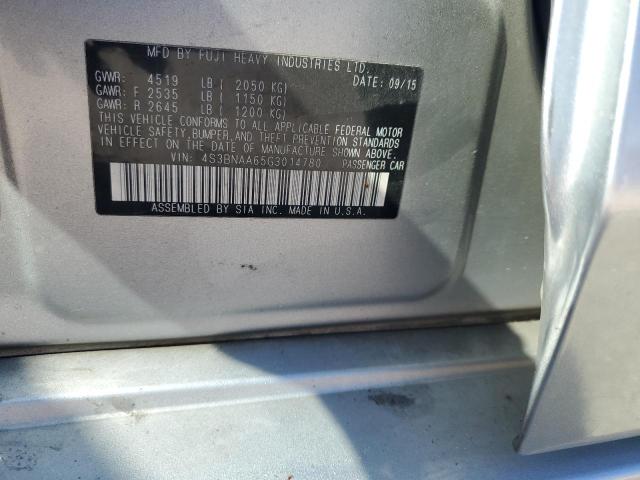 MFD BY FUJI HEAVY INDUSTRIES LTD.
GVWR: 4519 LB ( 2050 KG) DATE: 09/15
GAWR: F 2535 LB ( 1150 KG)
GAWR: R 2645 LB ( 1200 KG)
THIS VEHICLE CONFORMS TO ALL APPLICABLE FEDERAL MOTOR
VEHICLE SAFETY, BUMPER, AND THEFT PREVENTION STANDARDS
IN EFFECT ON THE DATE OF MANUFACTURE SHOWN ABOVE.
VIN: 4S3BNAA65G3014780 PASSENGER CAR
ASSEMBLED BY SIA INC. MADE IN U.S.A.